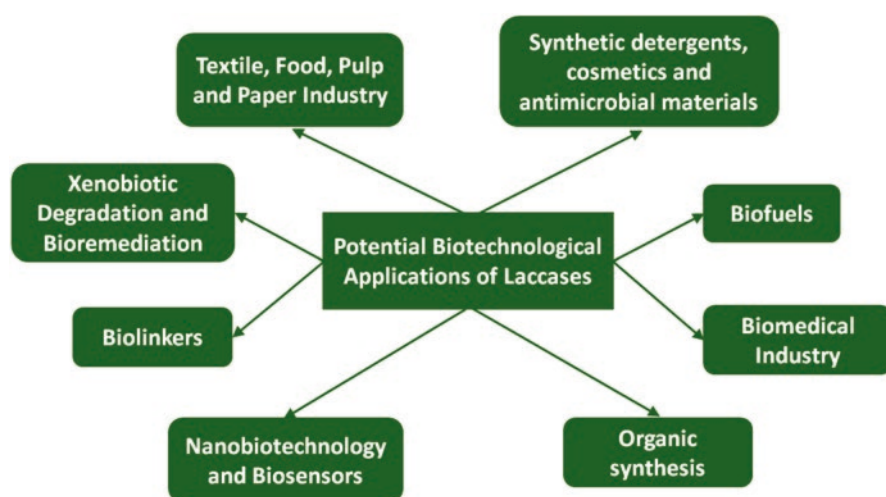 Textile, Food, Pulp
and Paper Industry
Synthetic detergents,
cosmetics and
antimicrobial materials
Xenobiotic
Degradation and
Bioremediation
Potential Biotechnological
Applications of Laccases
Biofuels
Biolinkers
Biomedical
Industry
Nanobiotechnology
and Biosensors
Organic
synthesis